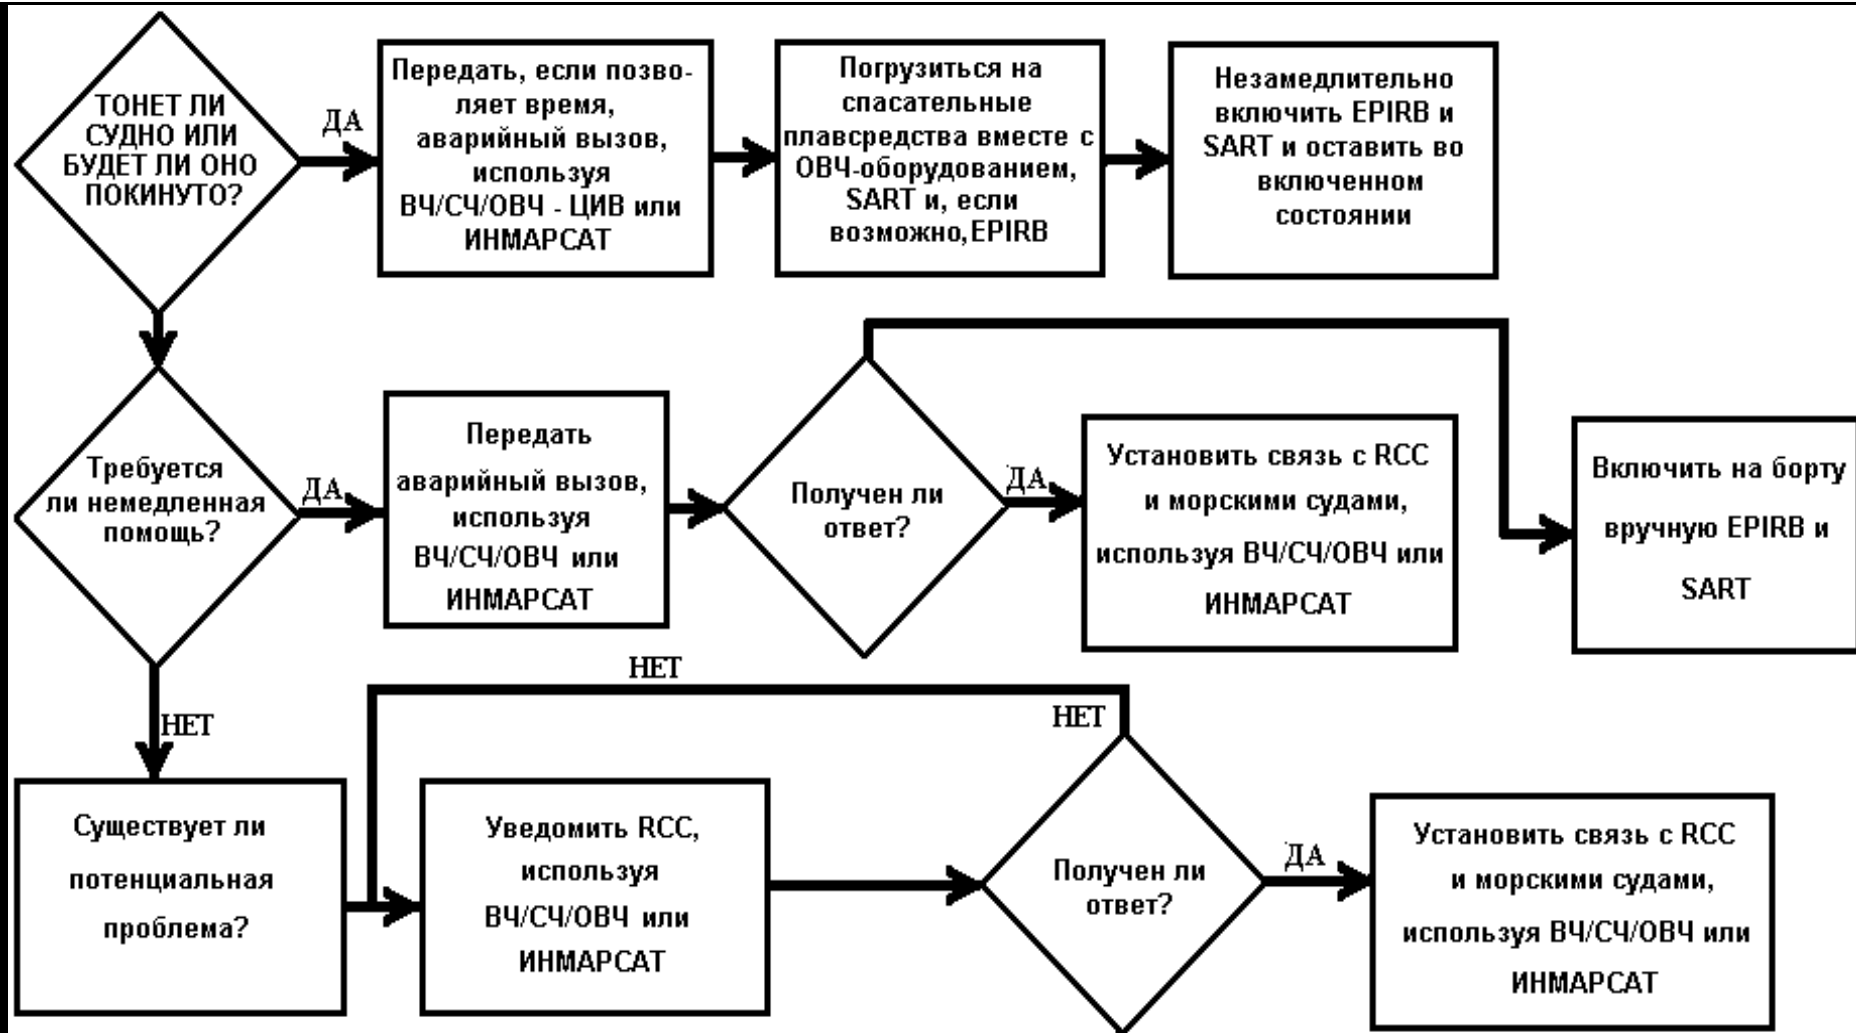 ТОНЕТ ЛИ
СУДНО ИЛИ
БУДЕТ ЛИ ОНО
ПОКИНУТО?
ДА
Передать, если позво-
ляет время,
аварийный вызов,
используя
ВЧ/СЧ/ОВЧ - ЦИВ или
ИНМАРСАТ
Погрузиться на
спасательные
плавсредства вместе с
ОВЧ-оборудованием,
SART и, если
возможно, EPIRB
Незамедлительно
включить EPIRB и
SART и оставить во
включенном
состоянии
Требуется
ли немедленная
помощь?
ДА
Передать
аварийный вызов,
используя
ВЧ/СЧ/ОВЧ или
ИНМАРСАТ
Получен ли
ответ?
ДА
Установить связь с RCC
и морскими судами,
используя ВЧ/СЧ/ОВЧ или
ИНМАРСАТ
Включить на борту
вручную EPIRB и
SART
НЕТ
НЕТ
НЕТ
Существует ли
потенциальная
проблема?
Уведомить RCC,
используя
ВЧ/СЧ/ОВЧ или
ИНМАРСАТ
Получен ли
ответ?
ДА
Установить связь с RCC
и морскими судами,
используя ВЧ/СЧ/ОВЧ или
ИНМАРСАТ